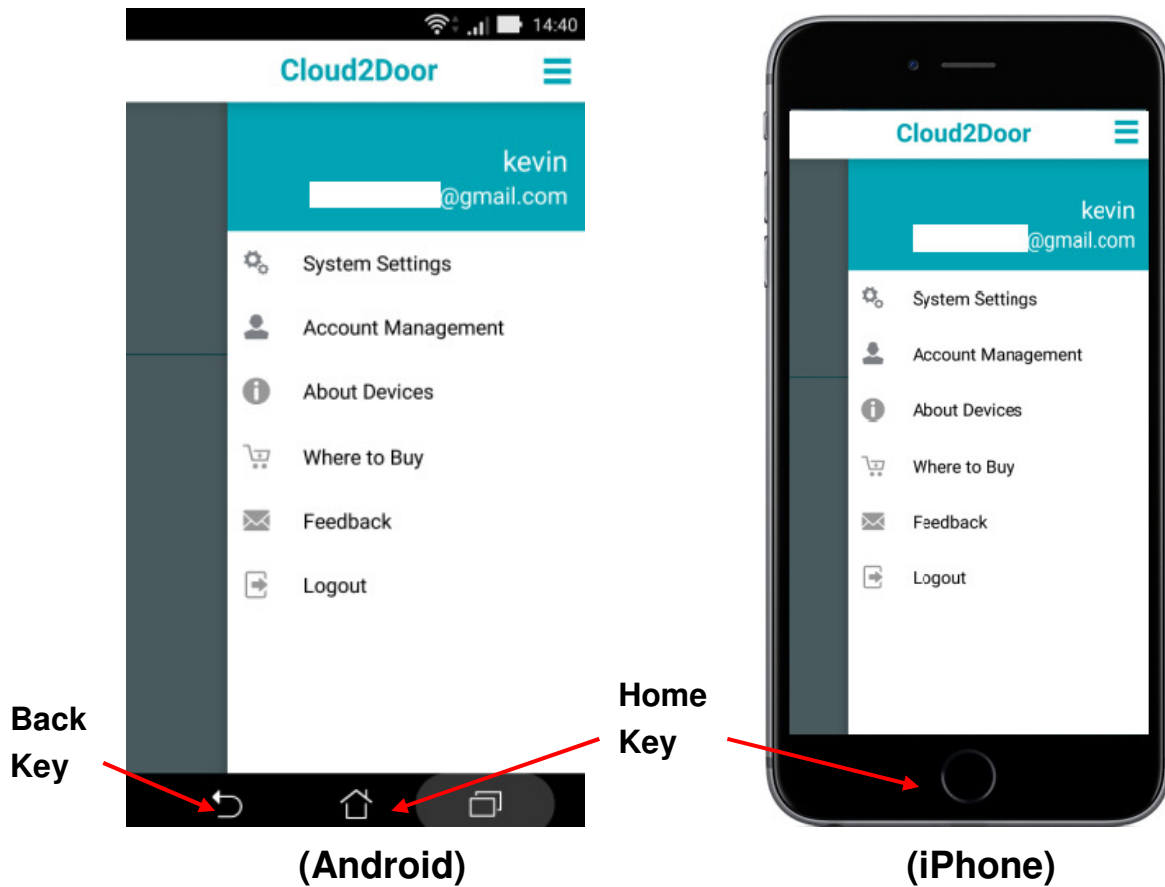 14:40
Cloud2Door
kevin
@gmail.com
System Settings
Account Management
About Devices
Where to Buy
Feedback
Logout
Back
Key
(Android)
Home
Key
Cloud2Door
kevin
@gmail.com
System Settings
Account Management
About Devices
Where to Buy
Feedback
Logout
(iPhone)